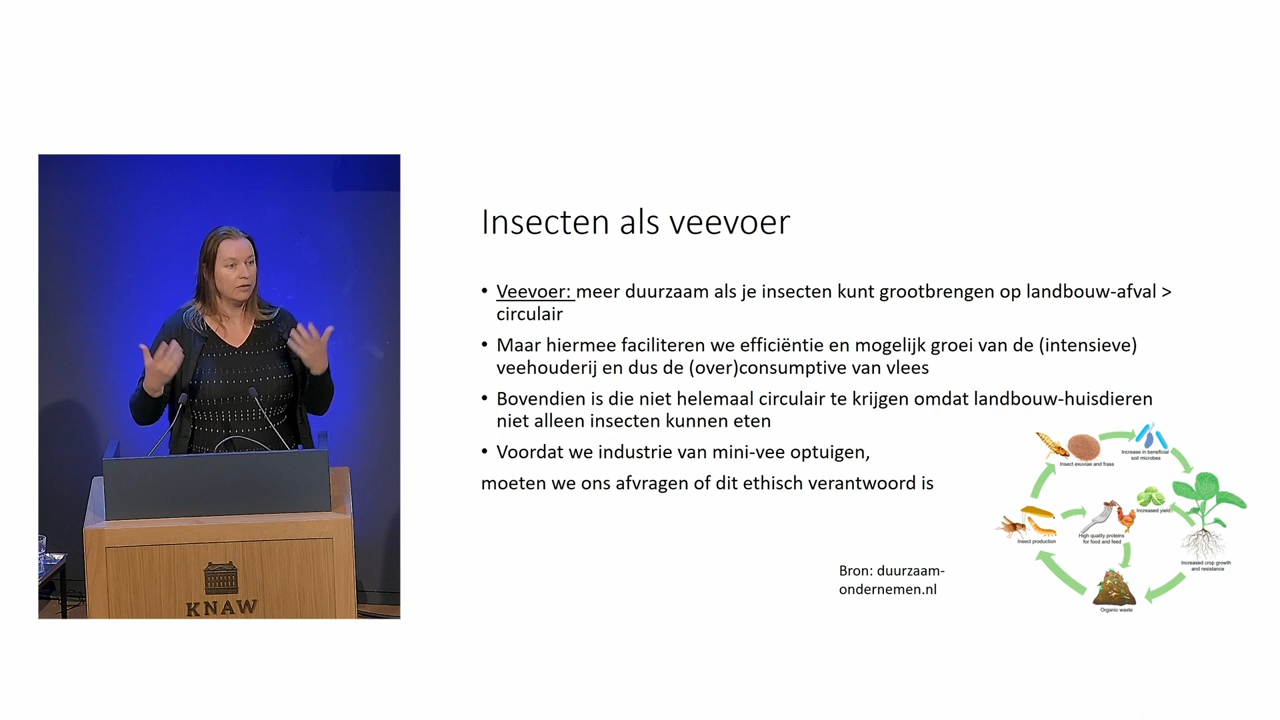 Insecten als veevoer
• Veevoer: meer duurzaam als je insecten kunt grootbrengen op landbouw-afval >
circulair
• Maar hiermee faciliteren we efficiëntie en mogelijk groei van de (intensieve)
veehouderij en dus de (over)consumptive van vlees
• Bovendien is die niet helemaal circulair te krijgen omdat landbouw-huisdieren
niet alleen insecten kunnen eten
• Voordat we industrie van mini-vee optuigen,
moeten we ons afvragen of dit ethisch verantwoord is
Insect exuviae and frass
Increase in beneficial
soil microbes
Increased yield
Insect production
High quality proteins
for food and feed
Increased crop growth
and resistance
Organic waste
Bron: duurzaam-
ondernemen.nl
KNAW